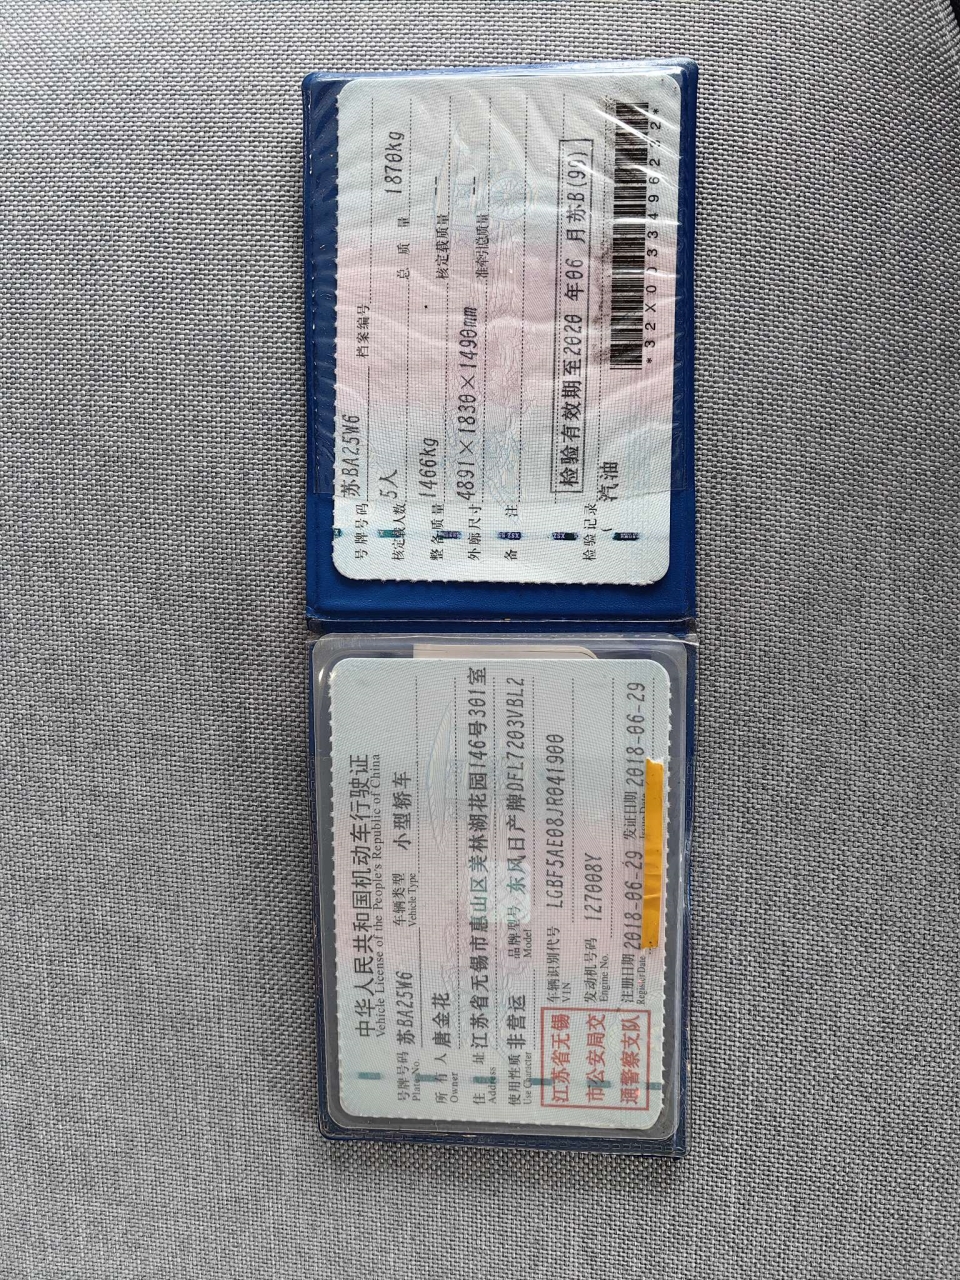 中华人民共和国机动车行驶证
Vehicle License of the People's Republic of China
号牌号码 Plate No. 苏BA25W6 车辆类型 Vehicle Type 小型轿车
所有人 Owner 唐金花
住址 Address 江苏省无锡市惠山区美林湖花园146号301室
使用性质 Use Character 非营运 品牌型号 Model 东风日产牌DFL7203VBL2
江苏省无锡
市公安局交
通警察支队
车辆识别代号 VIN LGBF5AE08JR041900
发动机号码 Engine No. 127008Y
注册日期 Register Date 2018-06-29 发证日期 2018-06-29
号牌号码 苏BA25W6 档案编号
核定载人数 5人 总质量 1870kg
整备质量 1466kg 核定载质量 --
外廓尺寸 4891×1830×1490mm 准牵引总质量 --
备注
检验有效期至2020年06月苏B(99)
检验记录 汽油